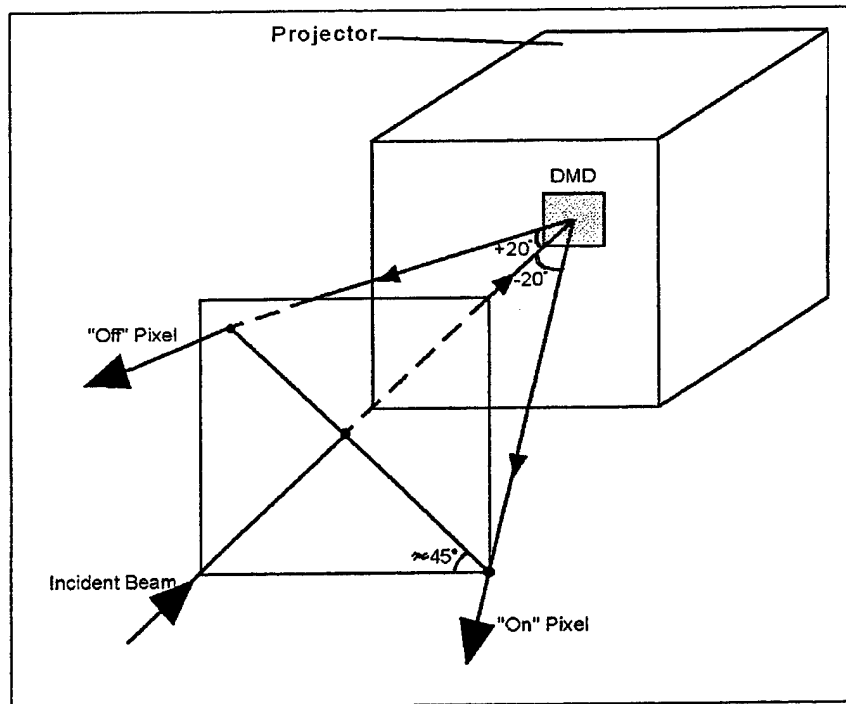 Projector
DMD
+20°
-20°
"Off" Pixel
≈45°
Incident Beam
"On" Pixel